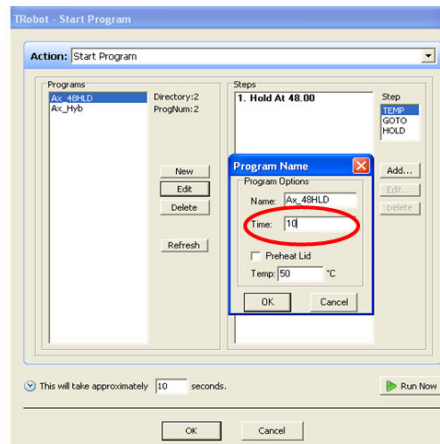 TRobot - Start Program
Action: Start Program
Programs
Ax_48HLD
Ax_Hyb
Directory:2
ProgNum:2
New
Edit
Delete
Refresh
Steps
1. Hold At 48.00
Step
TEMP
GOTO
HOLD
Add...
Edit...
Delete
Program Name
Program Options
Name: Ax_48HLD
Time: 10
Preheat Lid
Temp: 50 °C
OK Cancel
This will take approximately 10 seconds.
Run Now
OK Cancel